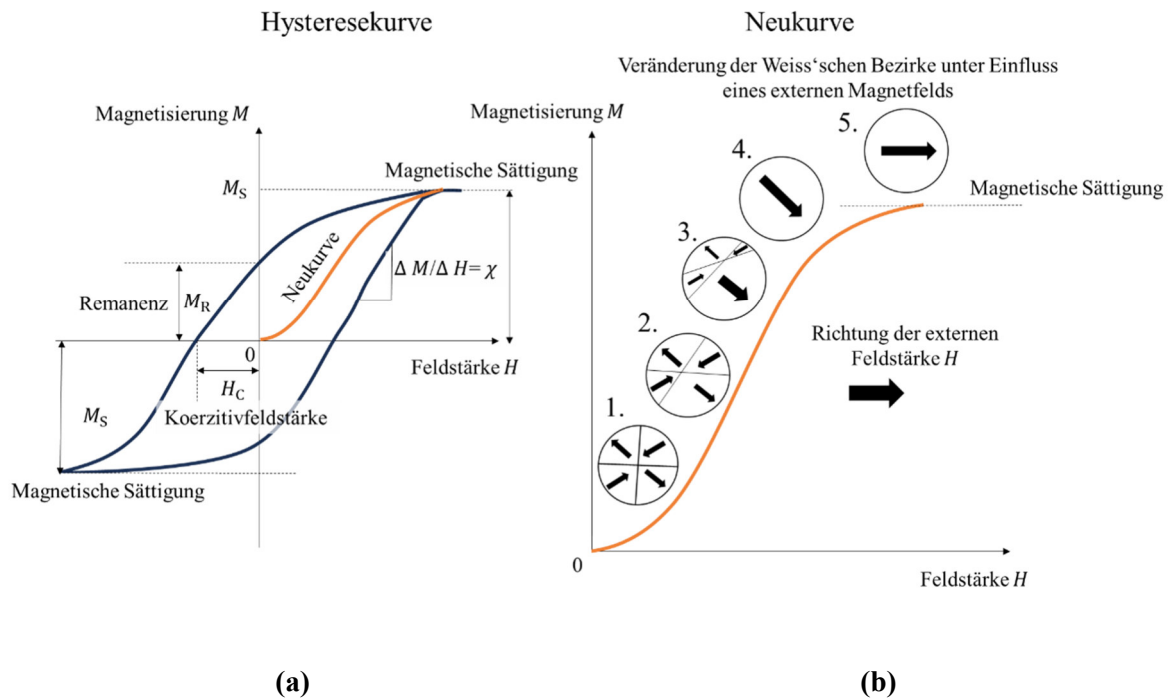 Hysteresekurve
Magnetisierung M
Magnetische Sättigung
M_S
Neukurve
Δ M/Δ H= χ
Remanenz
M_R
0
Feldstärke H
H_C
Koerzitivfeldstärke
M_S
Magnetische Sättigung
(a)
Neukurve
Veränderung der Weiss‘schen Bezirke unter Einfluss
eines externen Magnetfelds
Magnetisierung M
5.
4.
Magnetische Sättigung
3.
2.
Richtung der externen
Feldstärke H
1.
0
Feldstärke H
(b)